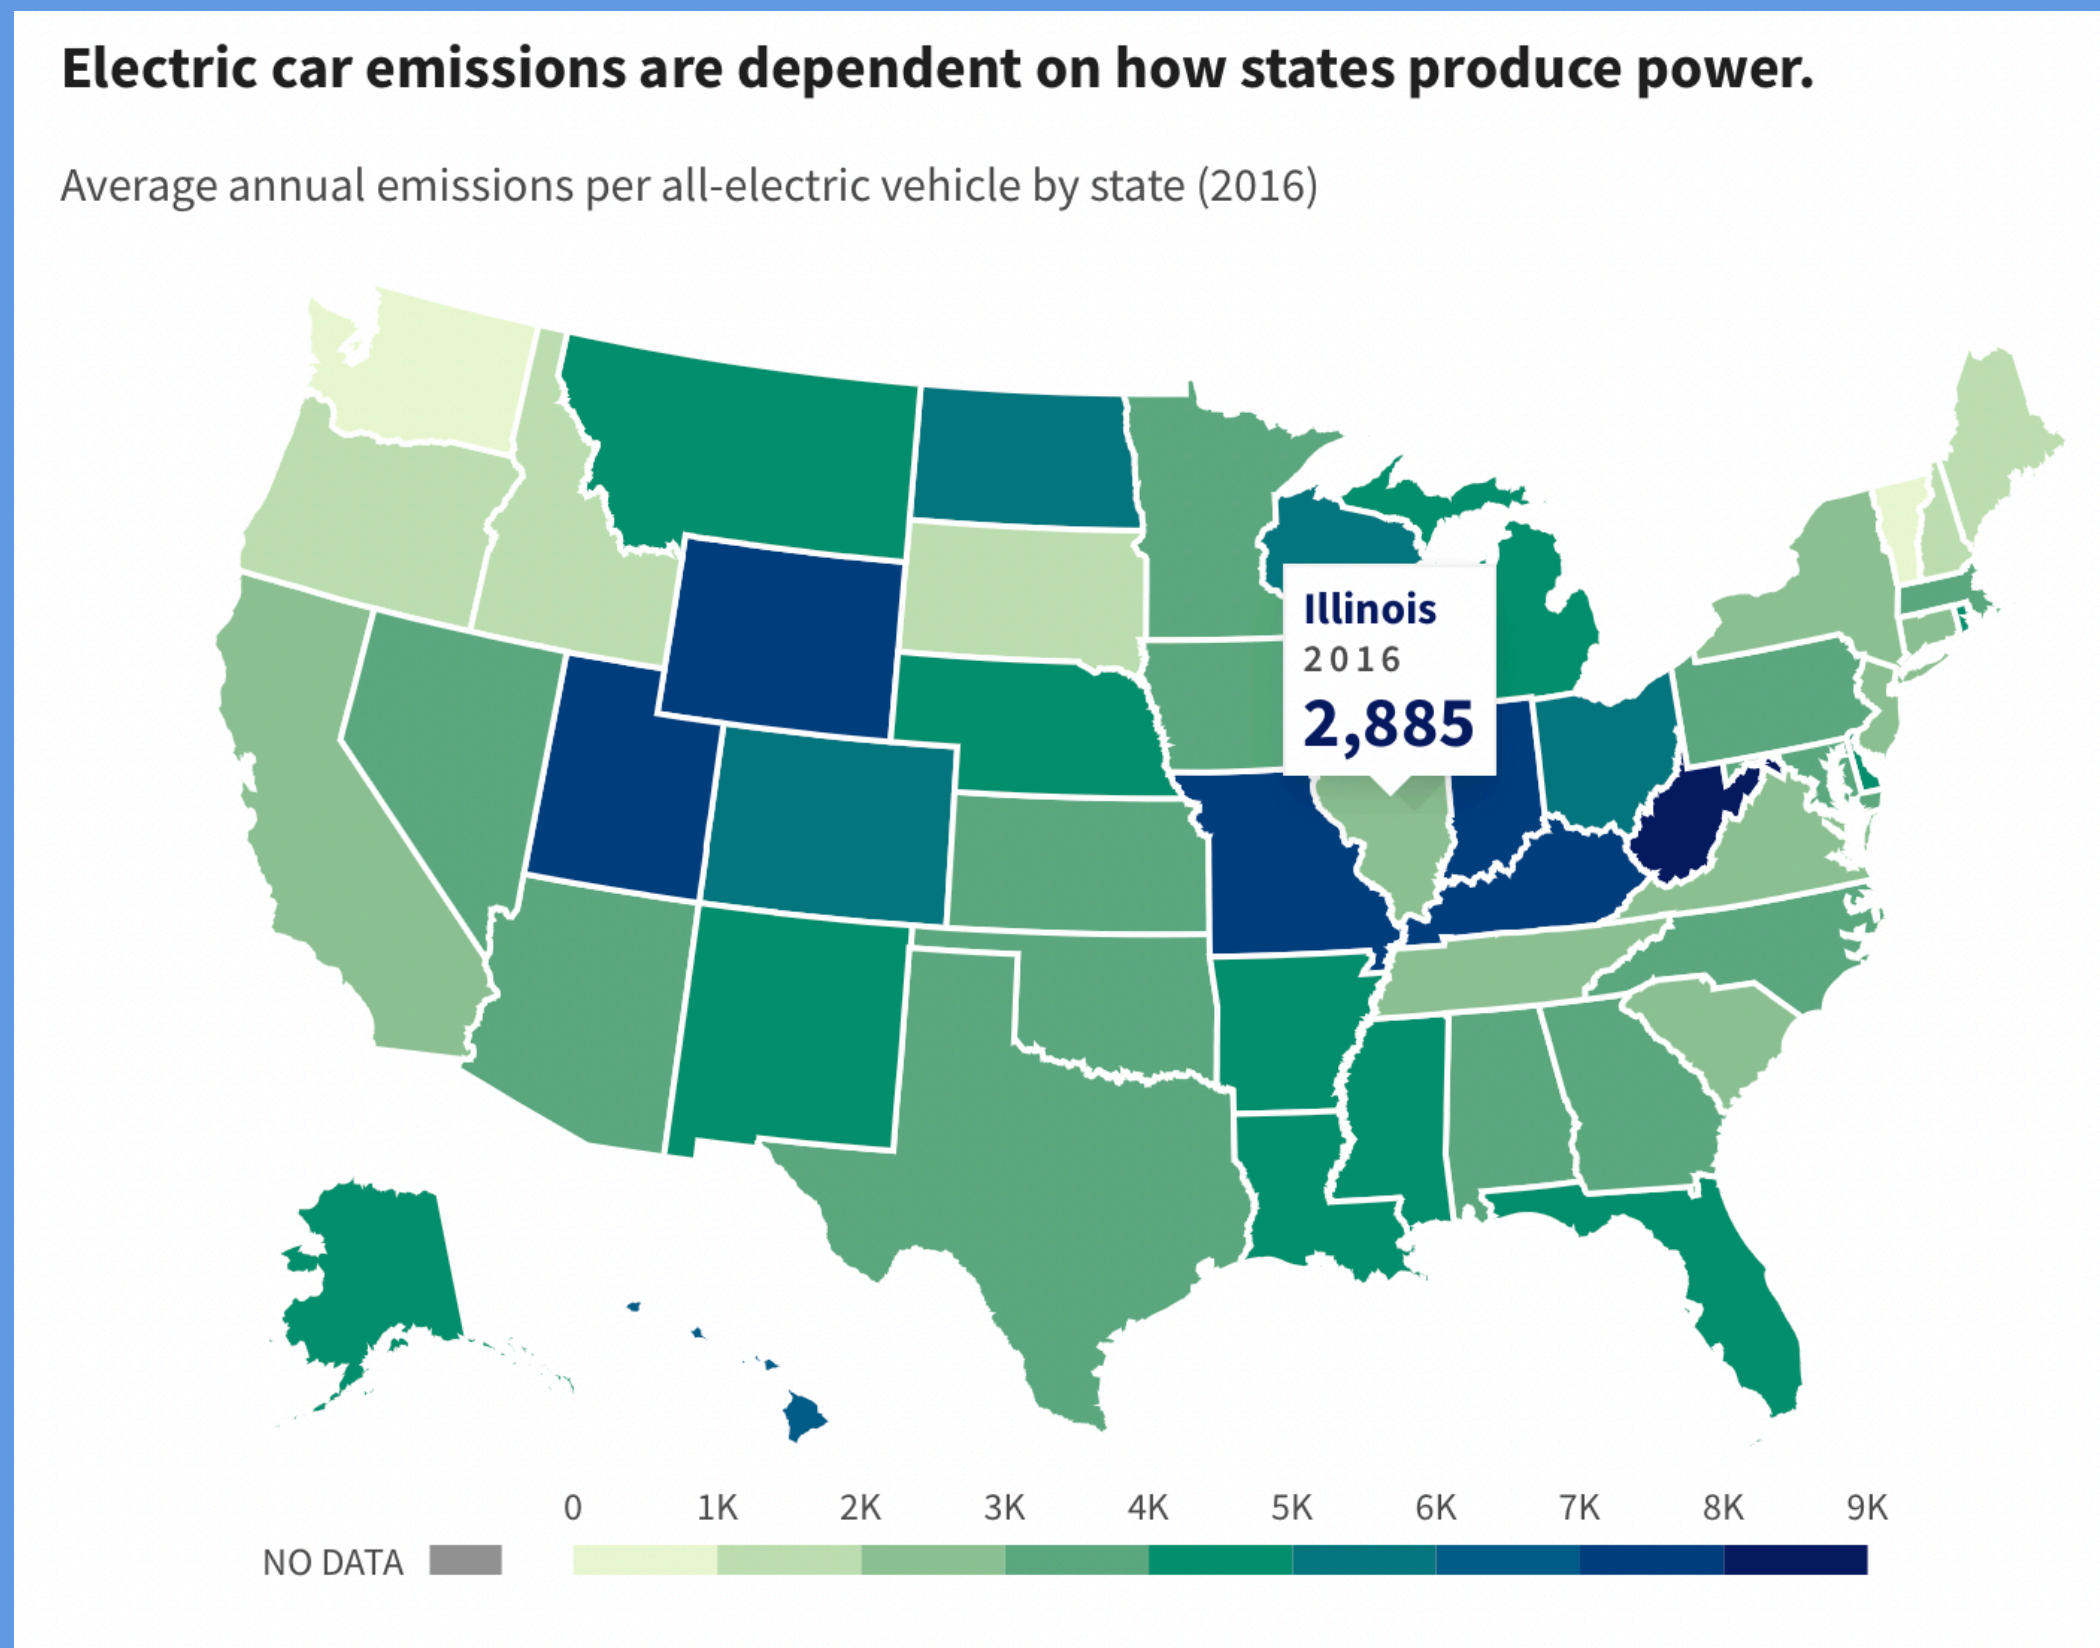 Electric car emissions are dependent on how states produce power.
Average annual emissions per all-electric vehicle by state (2016)
Illinois
2016
2,885
0 1K 2K 3K 4K 5K 6K 7K 8K 9K
NO DATA